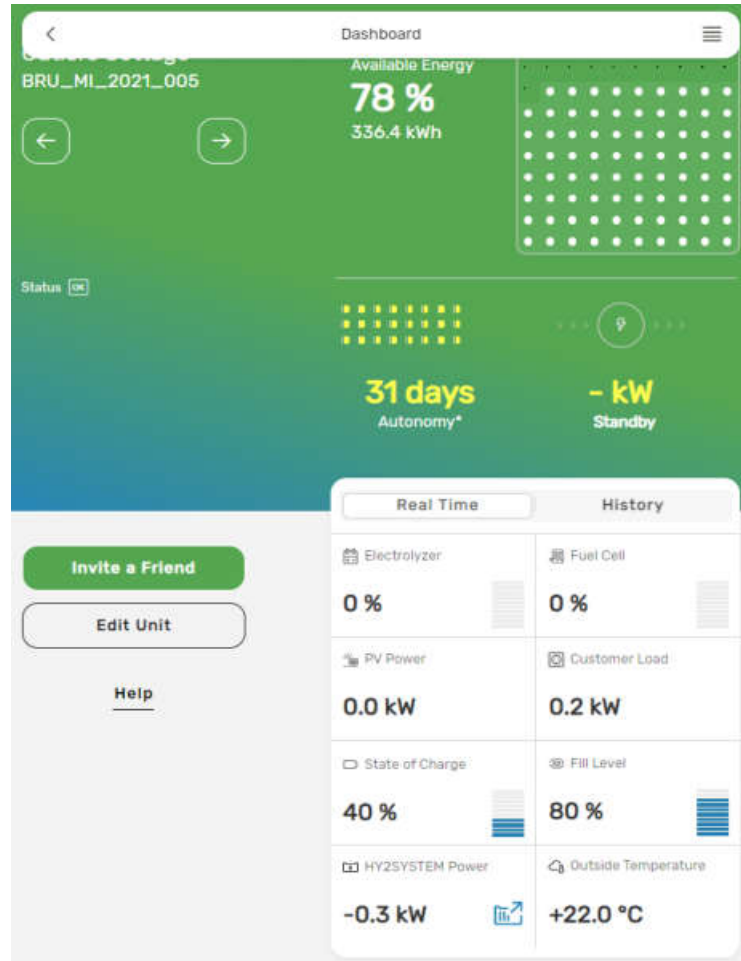 Dashboard
BRU_MI_2021_005
Available Energy
78 %
336.4 kWh
Status OK
31 days
Autonomy*
- kW
Standby
Real Time
History
Invite a Friend
Edit Unit
Help
Electrolyzer
0 %
Fuel Cell
0 %
PV Power
0.0 kW
Customer Load
0.2 kW
State of Charge
40 %
Fill Level
80 %
HY2SYSTEM Power
-0.3 kW
Outside Temperature
+22.0 °C